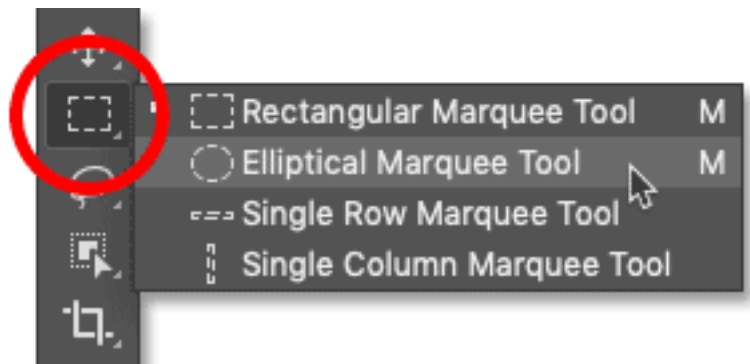 Rectangular Marquee Tool M
Elliptical Marquee Tool M
Single Row Marquee Tool
Single Column Marquee Tool